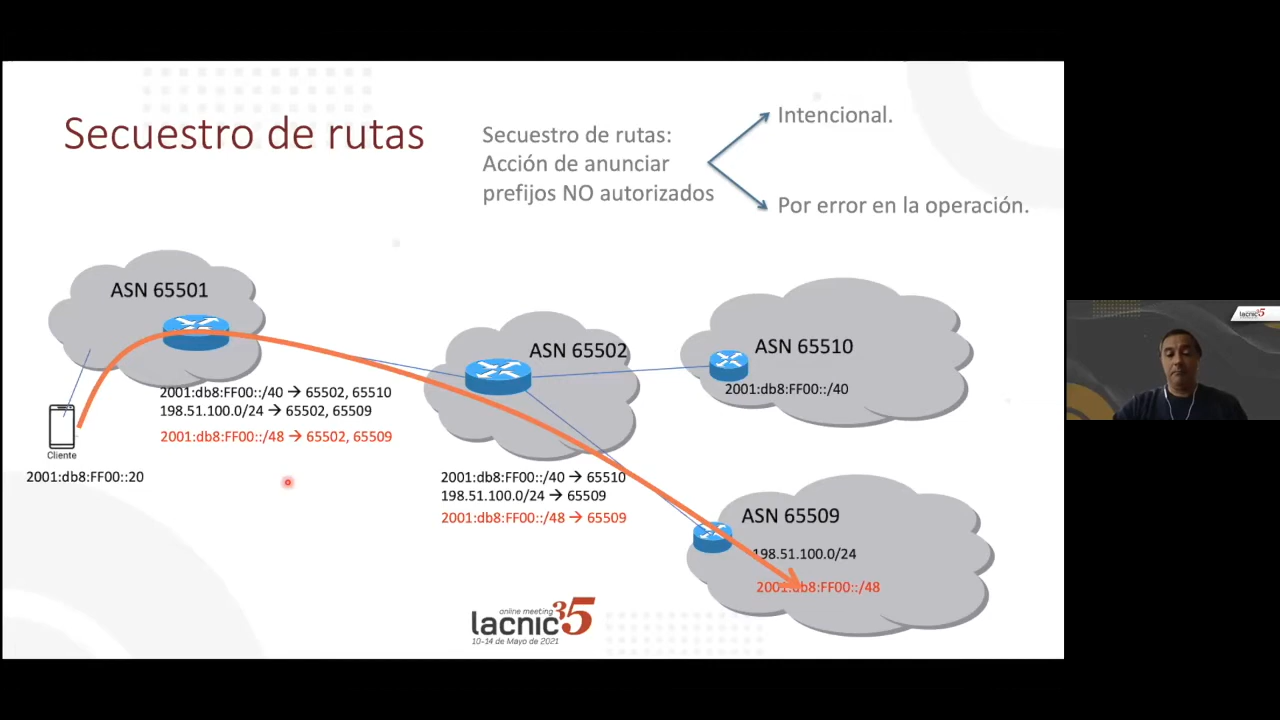 Secuestro de rutas
Secuestro de rutas:
Acción de anunciar
prefijos NO autorizados
Intencional.
Por error en la operación.
ASN 65501
2001:db8:FF00::/40 → 65502, 65510
198.51.100.0/24 → 65502, 65509
2001:db8:FF00::/48 → 65502, 65509
Cliente
2001:db8:FF00::20
ASN 65502
2001:db8:FF00::/40 → 65510
198.51.100.0/24 → 65509
2001:db8:FF00::/48 → 65509
ASN 65510
2001:db8:FF00::/40
ASN 65509
198.51.100.0/24
2001:db8:FF00::/48
online meeting
lacnic35
10-14 de Mayo de 2021
lacnic35